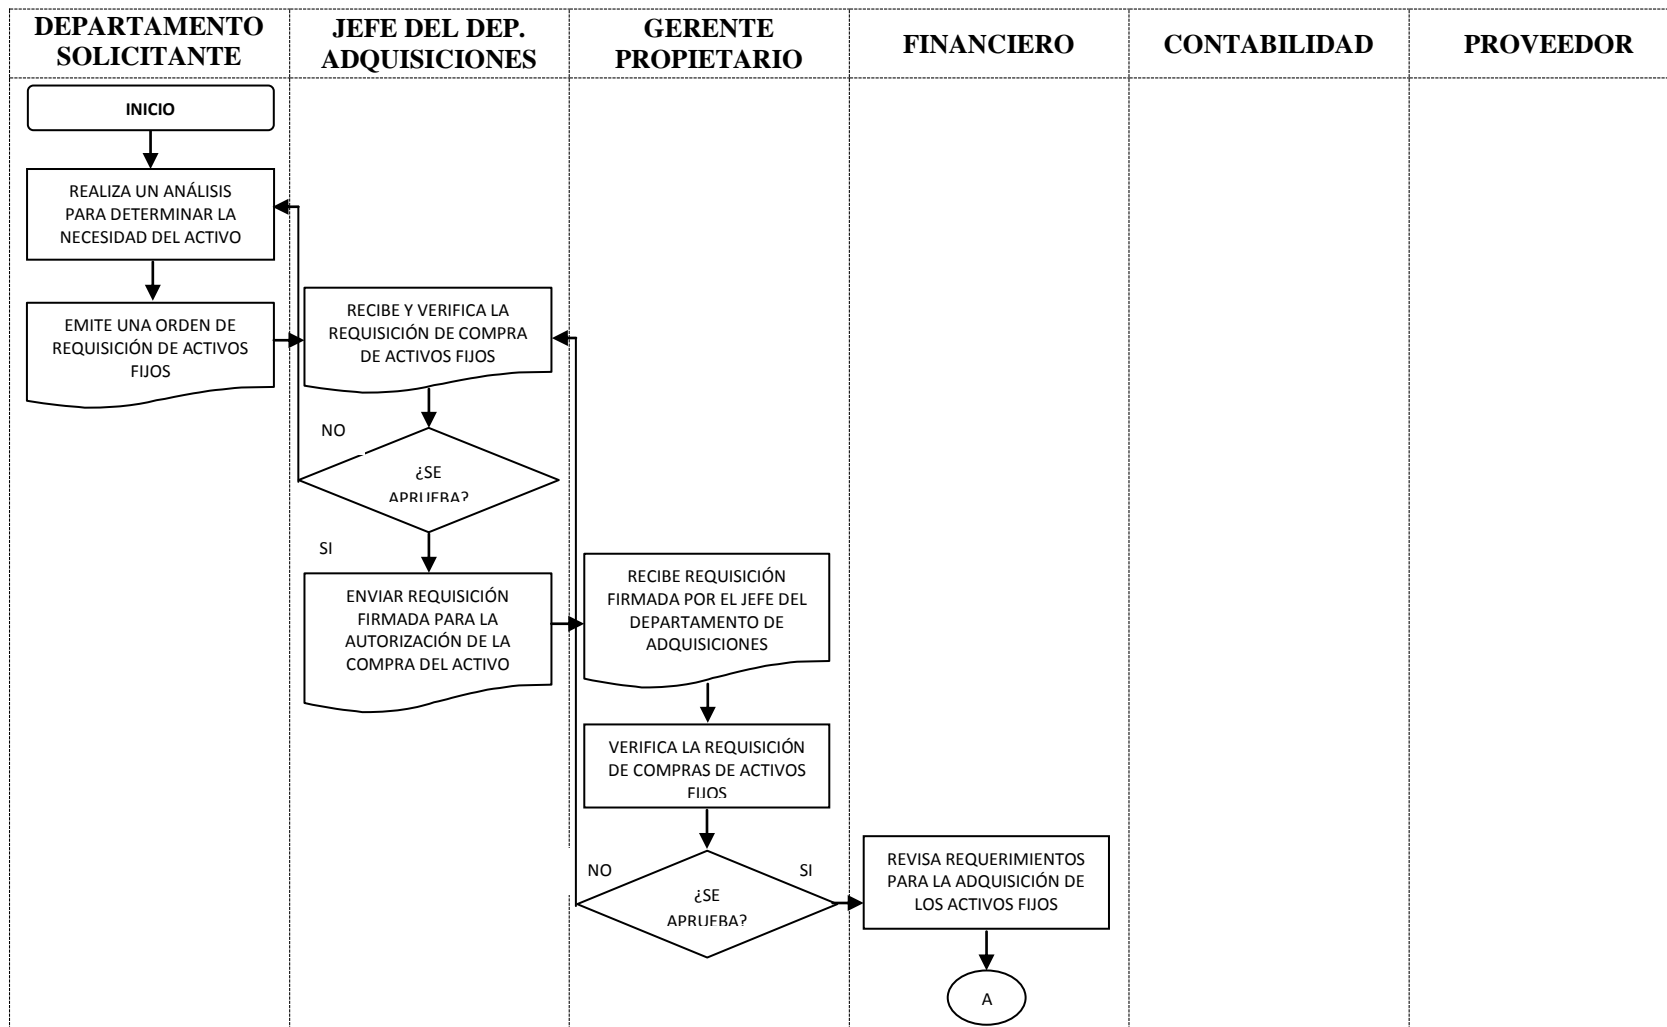 DEPARTAMENTO
SOLICITANTE
JEFE DEL DEP.
ADQUISICIONES
GERENTE
PROPIETARIO
FINANCIERO
CONTABILIDAD
PROVEEDOR
INICIO
REALIZA UN ANÁLISIS
PARA DETERMINAR LA
NECESIDAD DEL ACTIVO
EMITE UNA ORDEN DE
REQUISICIÓN DE ACTIVOS
FIJOS
RECIBE Y VERIFICA LA
REQUISICIÓN DE COMPRA
DE ACTIVOS FIJOS
NO
¿SE
APRUEBA?
SI
ENVIAR REQUISICIÓN
FIRMADA PARA LA
AUTORIZACIÓN DE LA
COMPRA DEL ACTIVO
RECIBE REQUISICIÓN
FIRMADA POR EL JEFE DEL
DEPARTAMENTO DE
ADQUISICIONES
VERIFICA LA REQUISICIÓN
DE COMPRAS DE ACTIVOS
FIJOS
NO
SI
¿SE
APRUEBA?
REVISA REQUERIMIENTOS
PARA LA ADQUISICIÓN DE
LOS ACTIVOS FIJOS
A